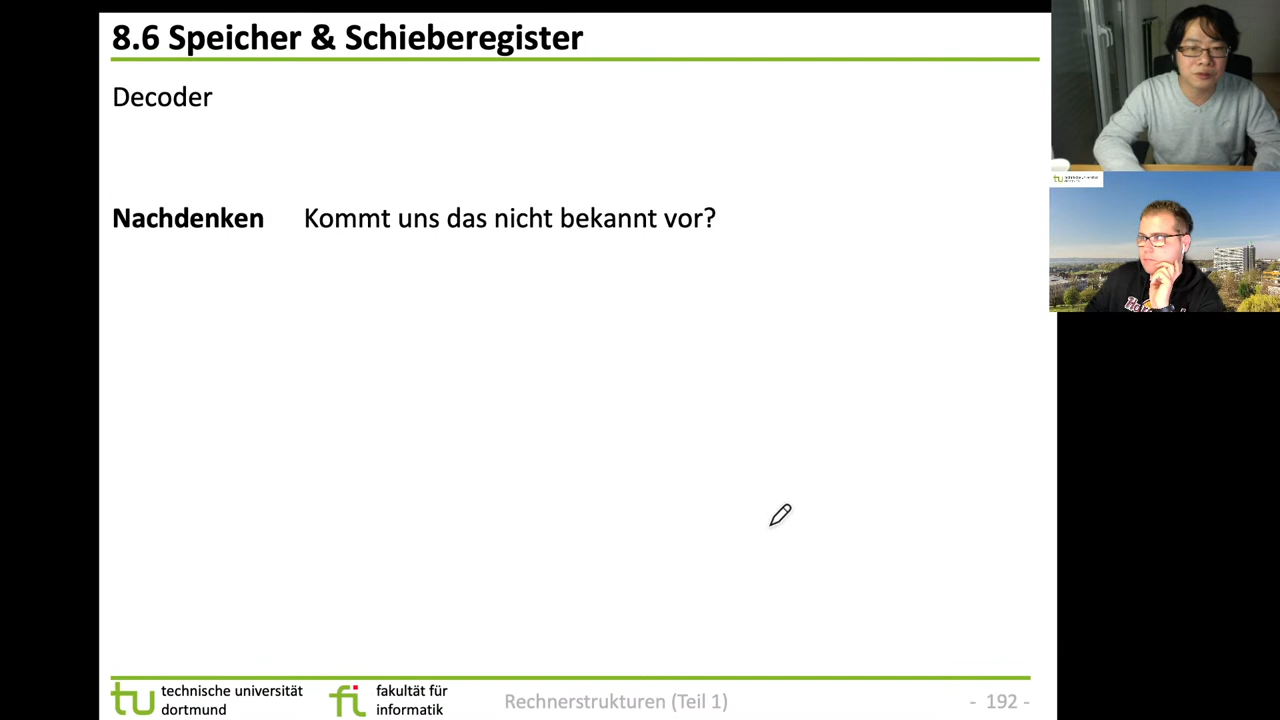 8.6 Speicher & Schieberegister
Decoder
Nachdenken Kommt uns das nicht bekannt vor?
technische universität
dortmund
fakultät für
informatik
Rechnerstrukturen (Teil 1)
- 192 -